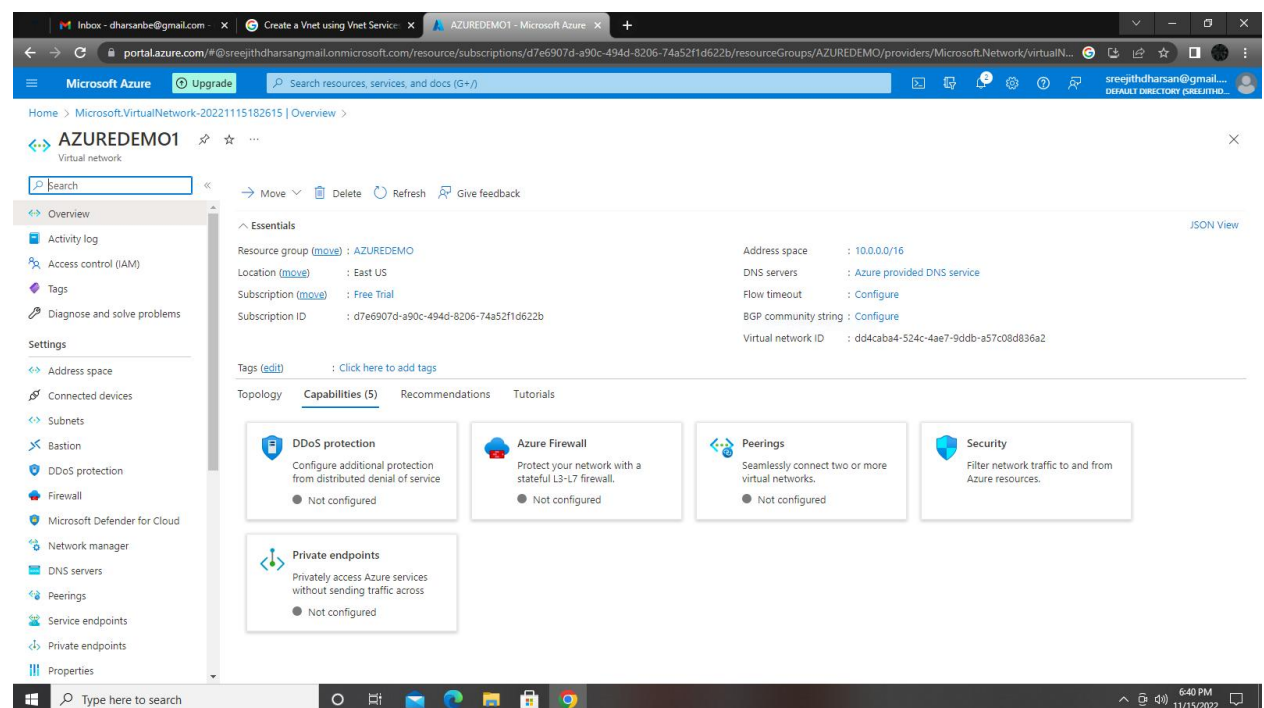 Inbox - dharsanbe@gmail.com -
Create a Vnet using Vnet Service
AZUREDEMO1 - Microsoft Azure
portal.azure.com/#@sreejithdharsangmail.onmicrosoft.com/resource/subscriptions/d7e6907d-a90c-494d-8206-74a52f1d622b/resourceGroups/AZUREDEMO/providers/Microsoft.Network/virtualN...
Microsoft Azure
Upgrade
Search resources, services, and docs (G+/)
2
sreejithdharsan@gmail....
DEFAULT DIRECTORY (SREEJITHD...
Home > Microsoft.VirtualNetwork-20221115182615 | Overview >
AZUREDEMO1
Virtual network
Search
Move
Delete
Refresh
Give feedback
Overview
Activity log
Access control (IAM)
Tags
Diagnose and solve problems
Settings
Address space
Connected devices
Subnets
Bastion
DDoS protection
Firewall
Microsoft Defender for Cloud
Network manager
DNS servers
Peerings
Service endpoints
Private endpoints
Properties
Essentials
JSON View
Resource group (move) : AZUREDEMO
Location (move) : East US
Subscription (move) : Free Trial
Subscription ID : d7e6907d-a90c-494d-8206-74a52f1d622b
Address space : 10.0.0.0/16
DNS servers : Azure provided DNS service
Flow timeout : Configure
BGP community string : Configure
Virtual network ID : dd4caba4-524c-4ae7-9ddb-a57c08d836a2
Tags (edit) : Click here to add tags
Topology
Capabilities (5)
Recommendations
Tutorials
DDoS protection
Configure additional protection
from distributed denial of service
Not configured
Azure Firewall
Protect your network with a
stateful L3-L7 firewall.
Not configured
Peerings
Seamlessly connect two or more
virtual networks.
Not configured
Security
Filter network traffic to and from
Azure resources.
Private endpoints
Privately access Azure services
without sending traffic across
Not configured
Type here to search
6:40 PM
11/15/2022